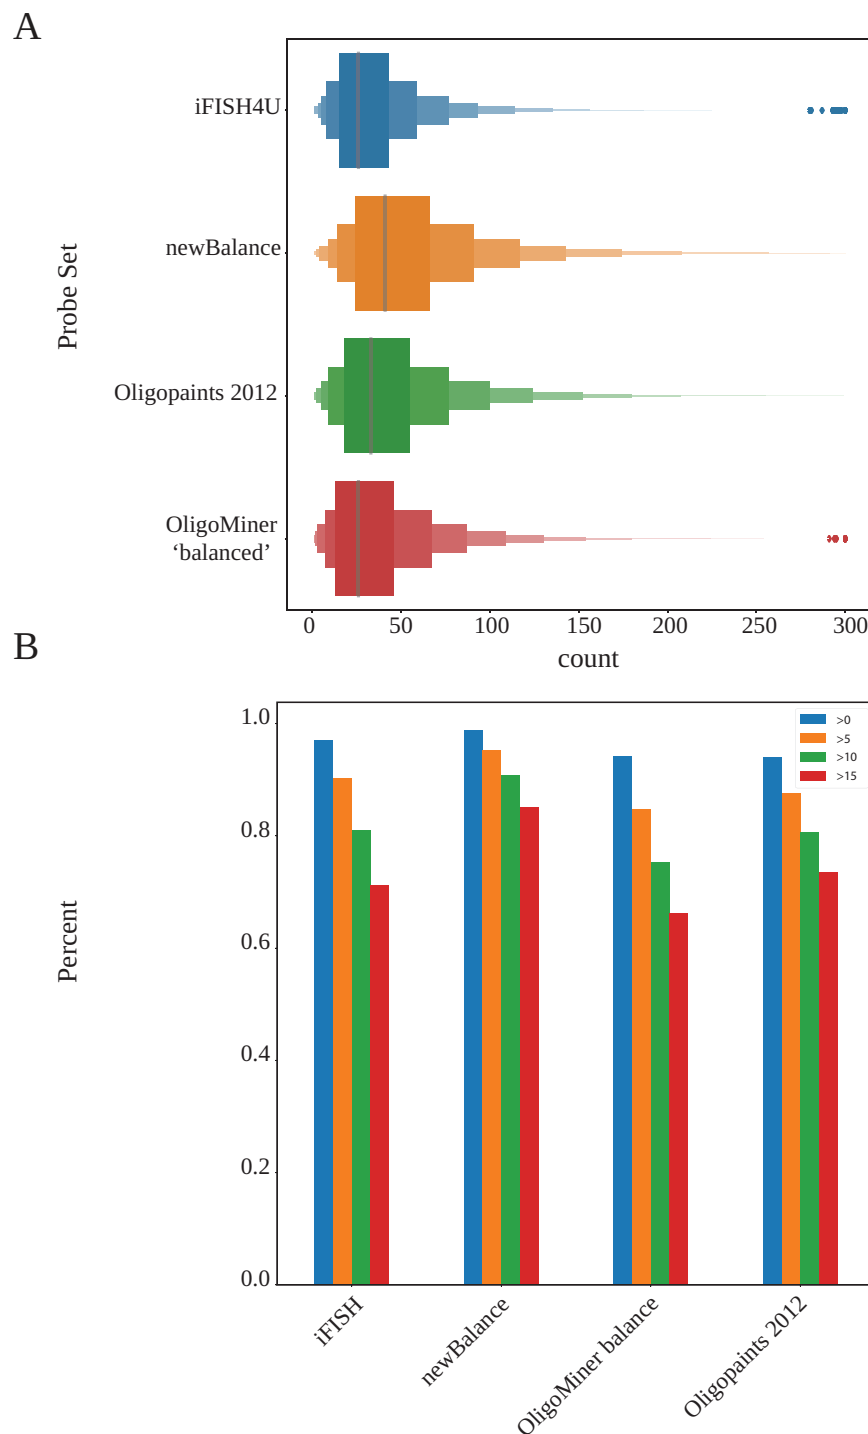 A
iFISH4U
newBalance
Oligopaints 2012
OligoMiner
‘balanced’
Probe Set
0 50 100 150 200 250 300
count
B
1.0
0.8
0.6
0.4
0.2
0.0
Percent
>0
>5
>10
>15
iFISH
newBalance
OligoMiner balance
Oligopaints 2012